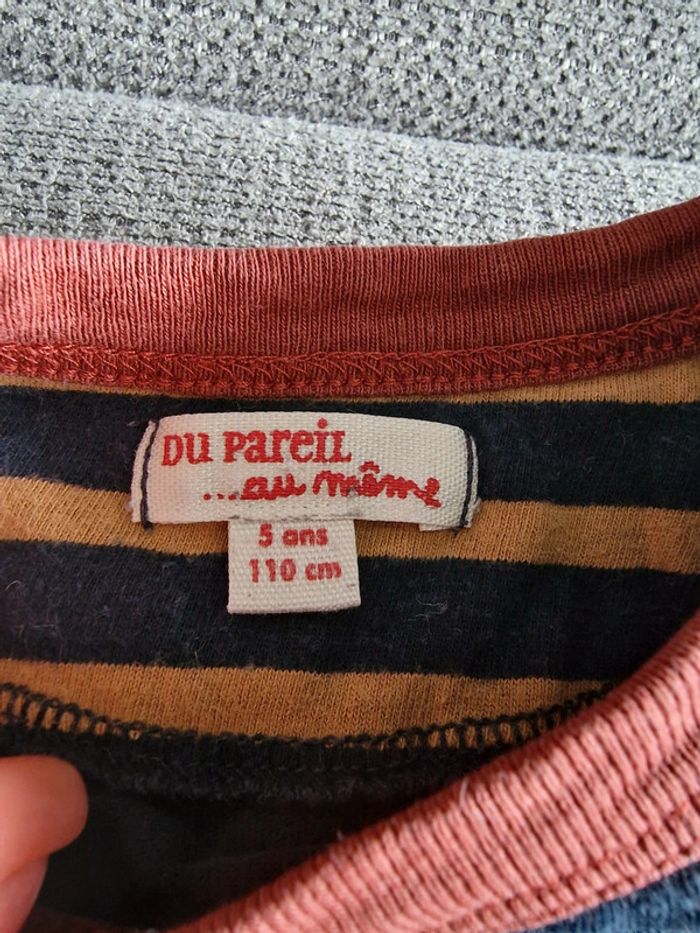 Du Pareil
...au même
5 ans
110 cm